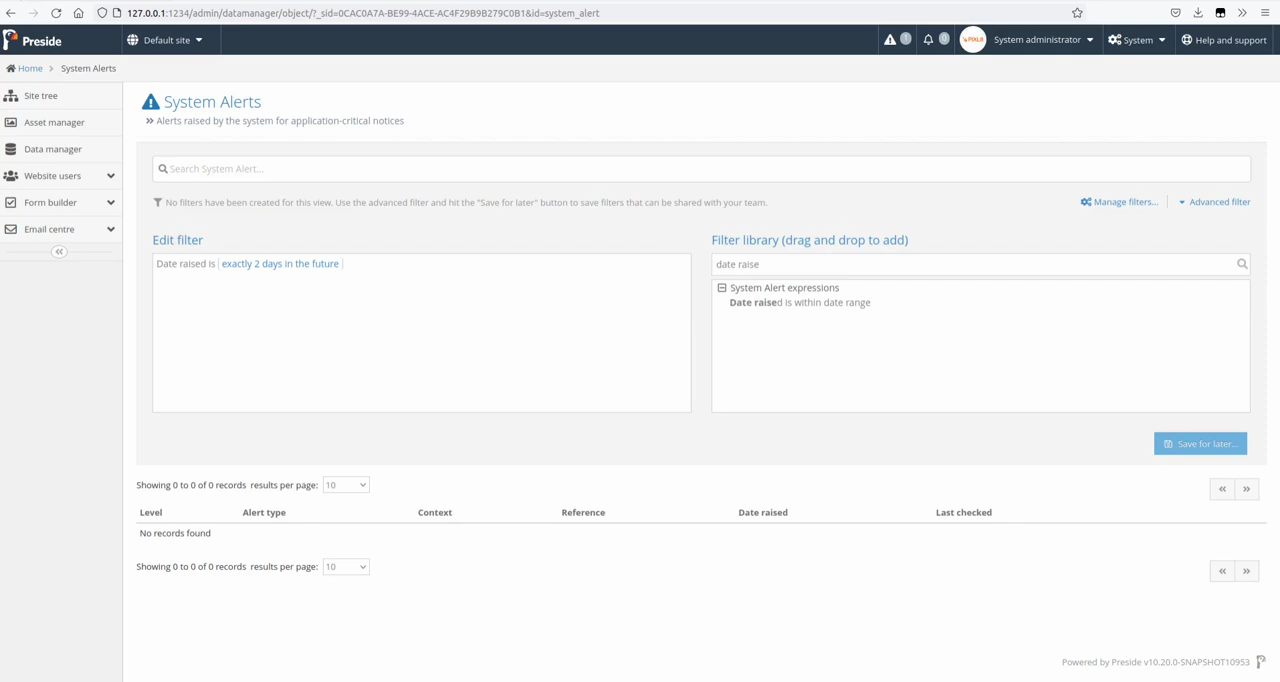 127.0.0.1:1234/admin/datamanager/object/?_sid=0CAC0A7A-BE99-4ACE-AC4F29B9B279C0B1&id=system_alert
Preside
Default site
1
0
System administrator
System
Help and support
Home
System Alerts
Site tree
Asset manager
Data manager
Website users
Form builder
Email centre
System Alerts
Alerts raised by the system for application-critical notices
Search System Alert...
No filters have been created for this view. Use the advanced filter and hit the "Save for later" button to save filters that can be shared with your team.
Manage filters...
Advanced filter
Edit filter
Date raised is exactly 2 days in the future
Filter library (drag and drop to add)
date raise
System Alert expressions
Date raised is within date range
Save for later...
Showing 0 to 0 of 0 records results per page: 10
Level Alert type Context Reference Date raised Last checked
No records found
Showing 0 to 0 of 0 records results per page: 10
Powered by Preside v10.20.0-SNAPSHOT10953